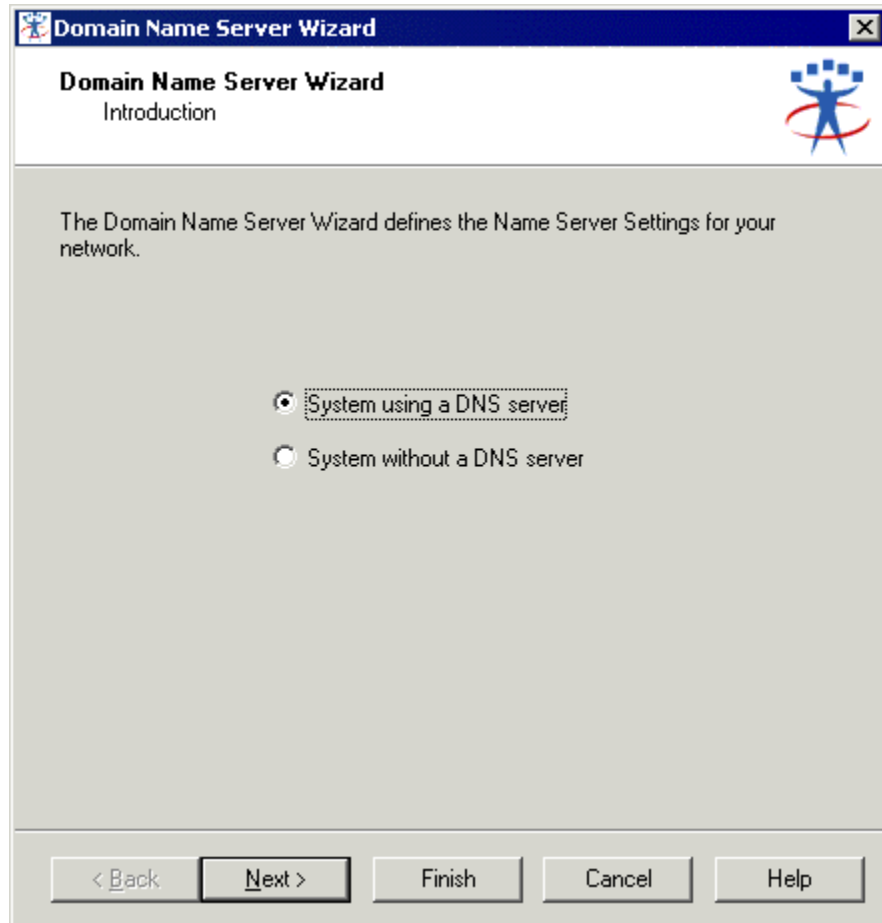 Domain Name Server Wizard
Domain Name Server Wizard
Introduction
The Domain Name Server Wizard defines the Name Server Settings for your
network.
System using a DNS server
System without a DNS server
< Back
Next >
Finish
Cancel
Help